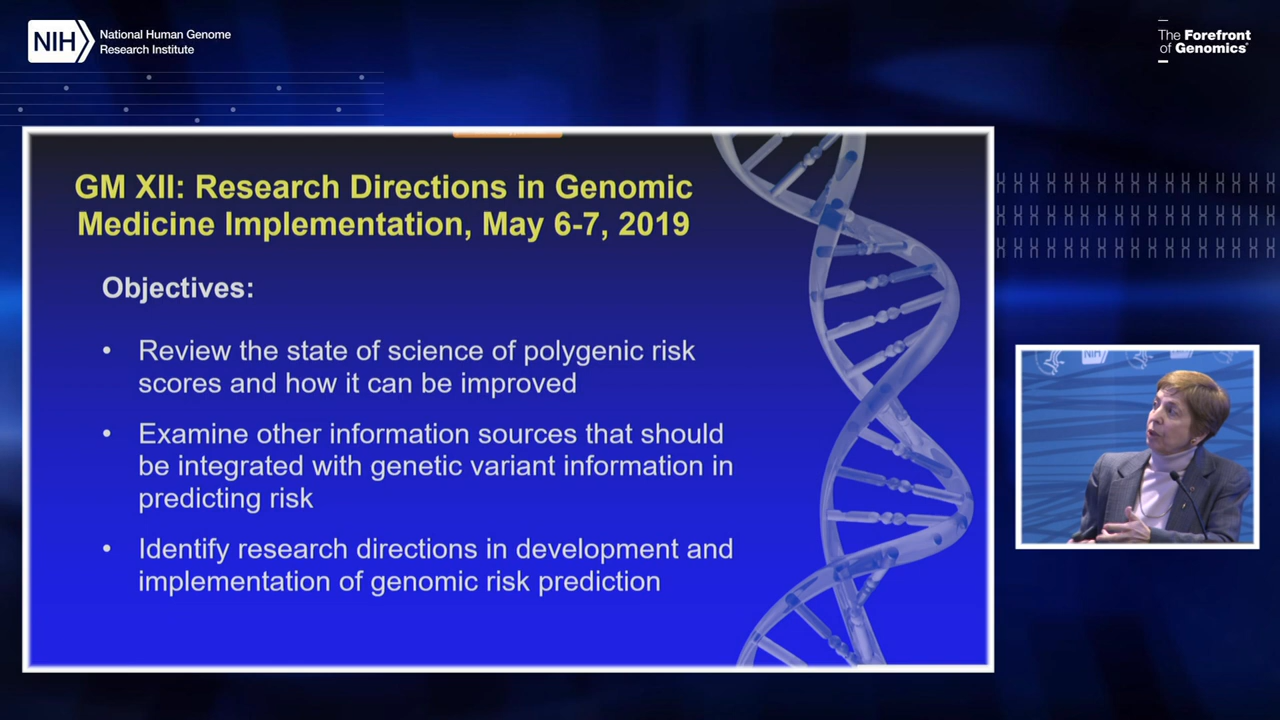 NIH
National Human Genome
Research Institute
The Forefront
of Genomics®
GM XII: Research Directions in Genomic
Medicine Implementation, May 6-7, 2019
Objectives:
• Review the state of science of polygenic risk
scores and how it can be improved
• Examine other information sources that should
be integrated with genetic variant information in
predicting risk
• Identify research directions in development and
implementation of genomic risk prediction
NIH